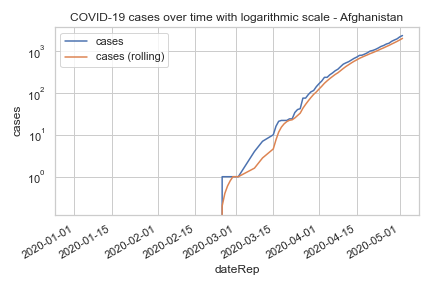 COVID-19 cases over time with logarithmic scale - Afghanistan
cases
cases (rolling)
10³
10²
10¹
10⁰
cases
2020-01-01
2020-01-15
2020-02-01
2020-02-15
2020-03-01
2020-03-15
2020-04-01
2020-04-15
2020-05-01
dateRep